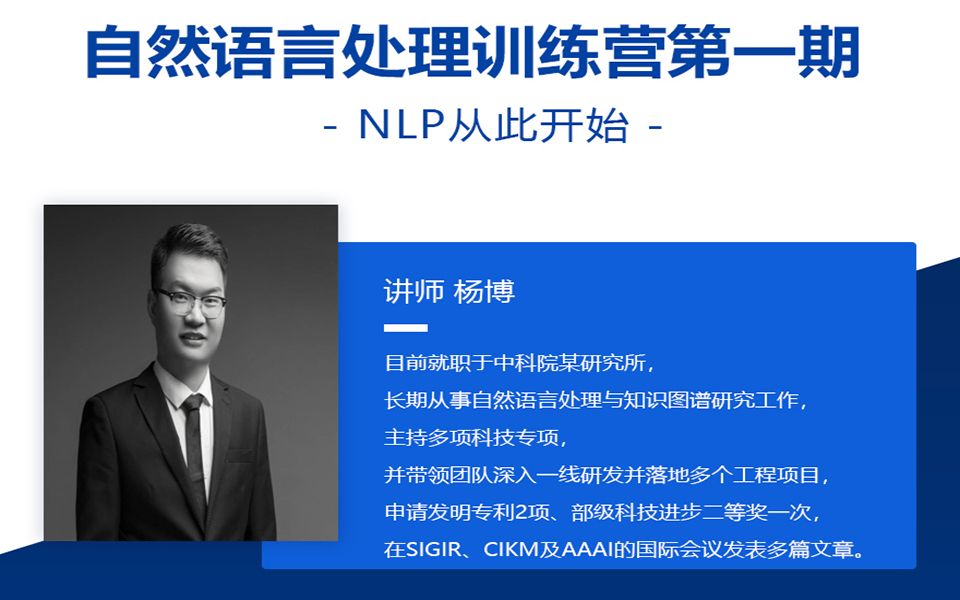 自然语言处理训练营第一期
- NLP从此开始 -
讲师 杨博
目前就职于中科院某研究所，
长期从事自然语言处理与知识图谱研究工作，
主持多项科技专项，
并带领团队深入一线研发并落地多个工程项目，
申请发明专利2项、部级科技进步二等奖一次，
在SIGIR、CIKM及AAAI的国际会议发表多篇文章。